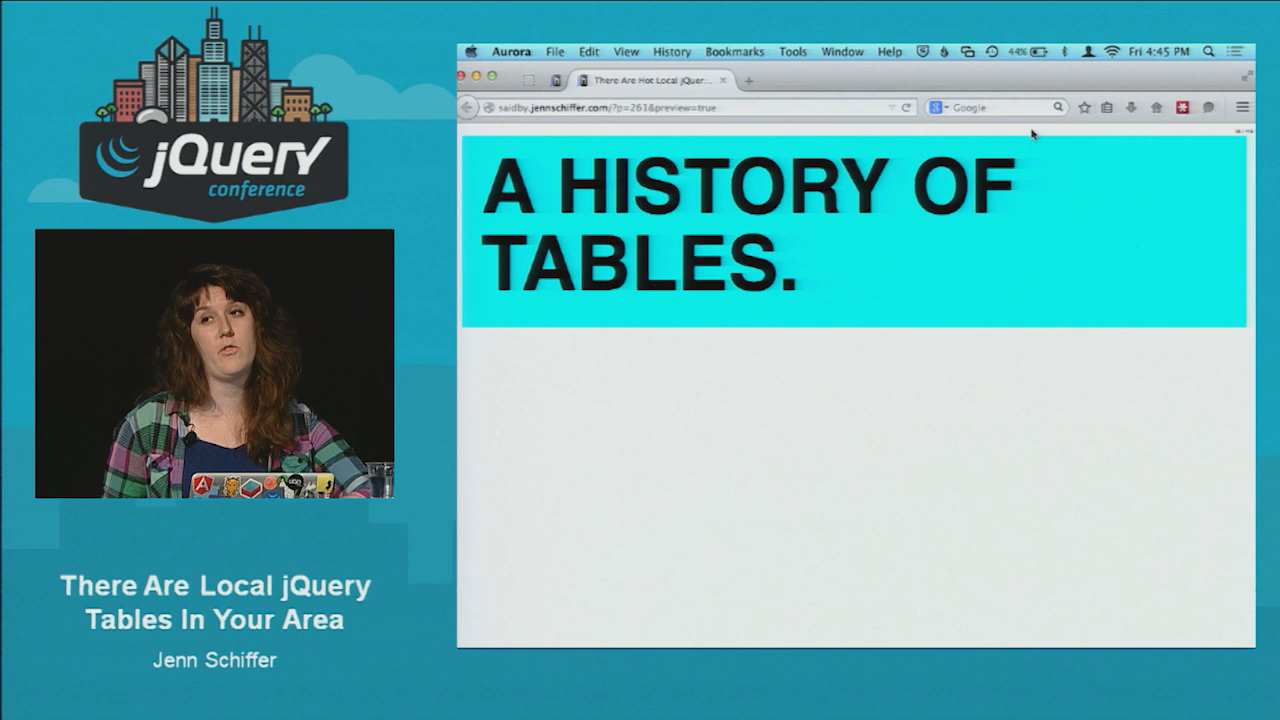 jQuery
conference
Aurora File Edit View History Bookmarks Tools Window Help 44% Fri 4:45 PM
There Are Hot Local jQuer...
saidby.jennschiffer.com/?p=261&preview=true
Google
A HISTORY OF
TABLES.
There Are Local jQuery
Tables In Your Area
Jenn Schiffer